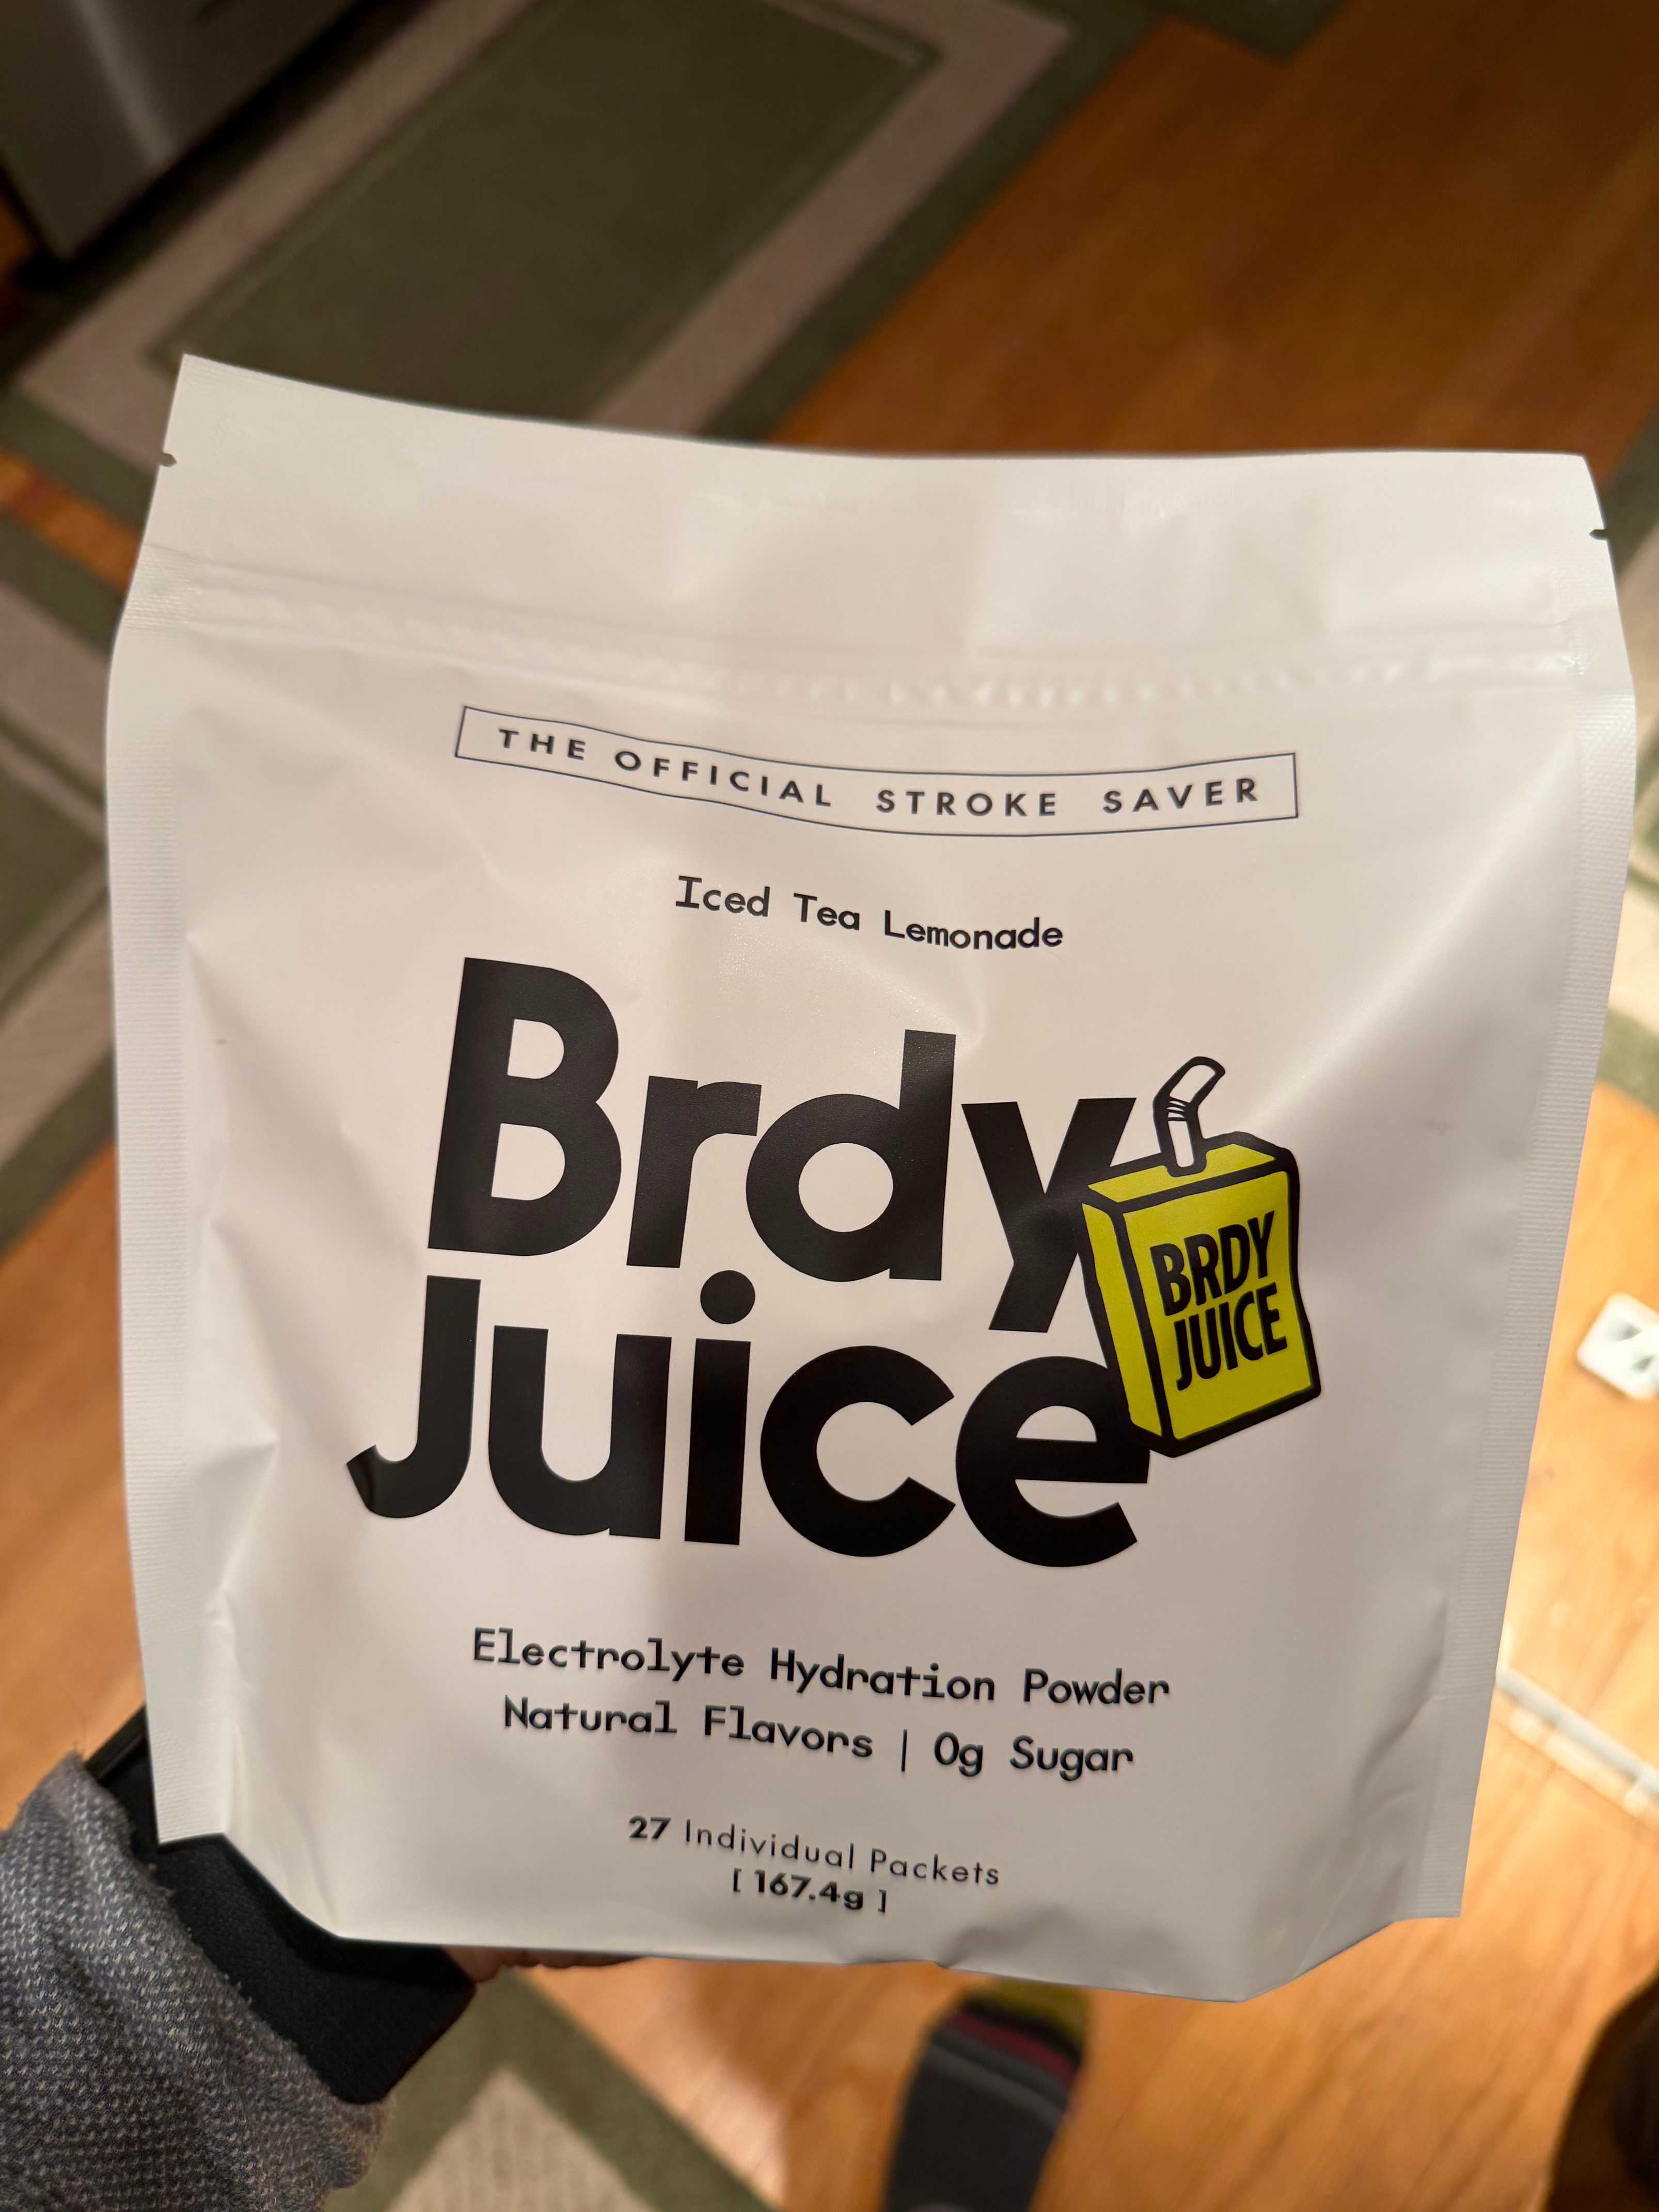 THE OFFICIAL STROKE SAVER
Iced Tea Lemonade
Brdy
Juice
BRDY
JUICE
Electrolyte Hydration Powder
Natural Flavors | 0g Sugar
27 Individual Packets
[ 167.4g ]